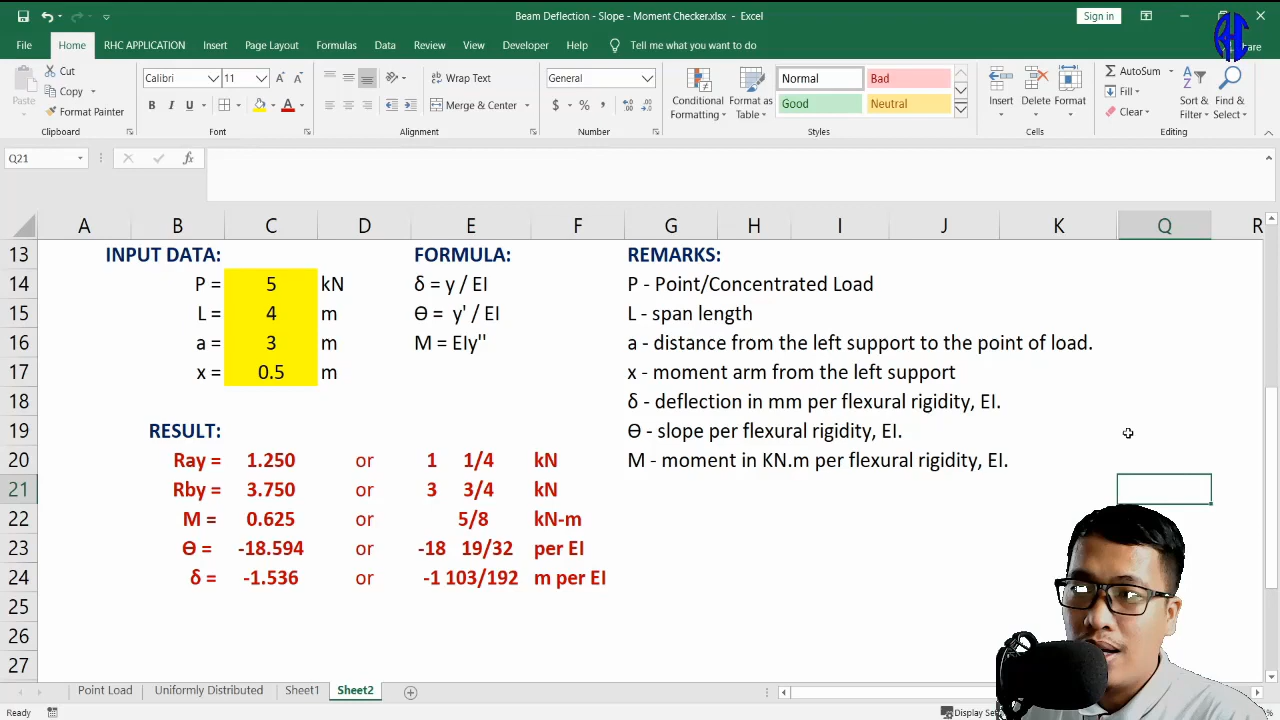 Beam Deflection - Slope - Moment Checker.xlsx - Excel
Sign in
File Home RHC APPLICATION Insert Page Layout Formulas Data Review View Developer Help Tell me what you want to do
Cut
Copy
Format Painter
Paste
Clipboard
Calibri 11
B I U
Font
Wrap Text
Merge & Center
Alignment
General
$ % ,
Number
Conditional Formatting
Format as Table
Normal Bad
Good Neutral
Styles
Insert Delete Format
Cells
AutoSum
Fill
Clear
Sort & Filter
Find & Select
Editing
Q21
fx
A B C D E F G H I J K Q R
13 INPUT DATA: FORMULA: REMARKS:
14 P = 5 kN δ = y / EI P - Point/Concentrated Load
15 L = 4 m Ө = y' / EI L - span length
16 a = 3 m M = EIy'' a - distance from the left support to the point of load.
17 x = 0.5 m x - moment arm from the left support
18 δ - deflection in mm per flexural rigidity, EI.
19 RESULT: Ө - slope per flexural rigidity, EI.
20 Ray = 1.250 or 1 1/4 kN M - moment in KN.m per flexural rigidity, EI.
21 Rby = 3.750 or 3 3/4 kN
22 M = 0.625 or 5/8 kN-m
23 Ө = -18.594 or -18 19/32 per EI
24 δ = -1.536 or -1 103/192 m per EI
25
26
27
Point Load Uniformly Distributed Sheet1 Sheet2
Ready
Display